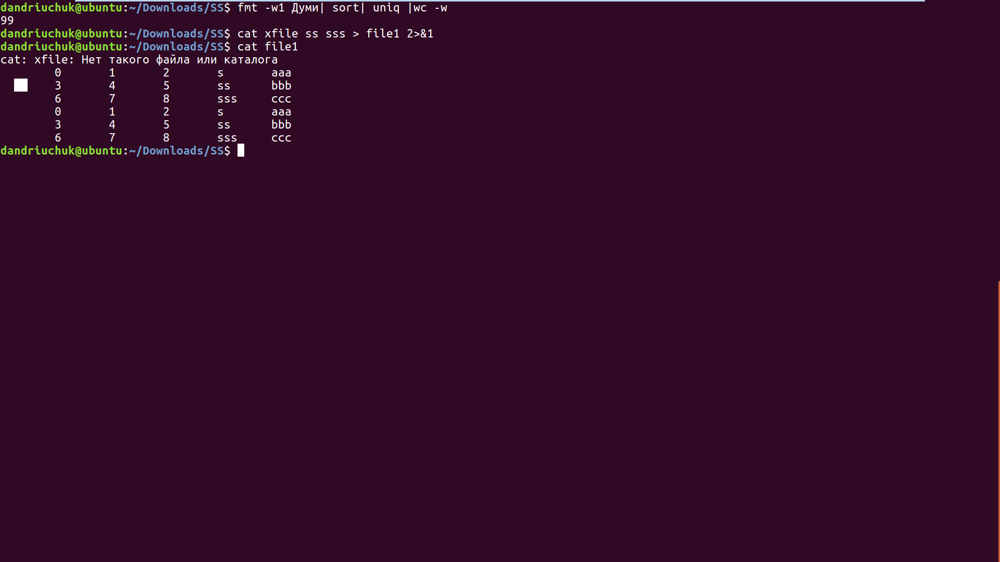 dandriuchuk@ubuntu:~/Downloads/SS$ fmt -w1 Думи| sort| uniq |wc -w
99
dandriuchuk@ubuntu:~/Downloads/SS$ cat xfile ss sss > file1 2>&1
dandriuchuk@ubuntu:~/Downloads/SS$ cat file1
cat: xfile: Нет такого файла или каталога
        0       1       2       s       aaa
        3       4       5       ss      bbb
        6       7       8       sss     ccc
        0       1       2       s       aaa
        3       4       5       ss      bbb
        6       7       8       sss     ccc
dandriuchuk@ubuntu:~/Downloads/SS$